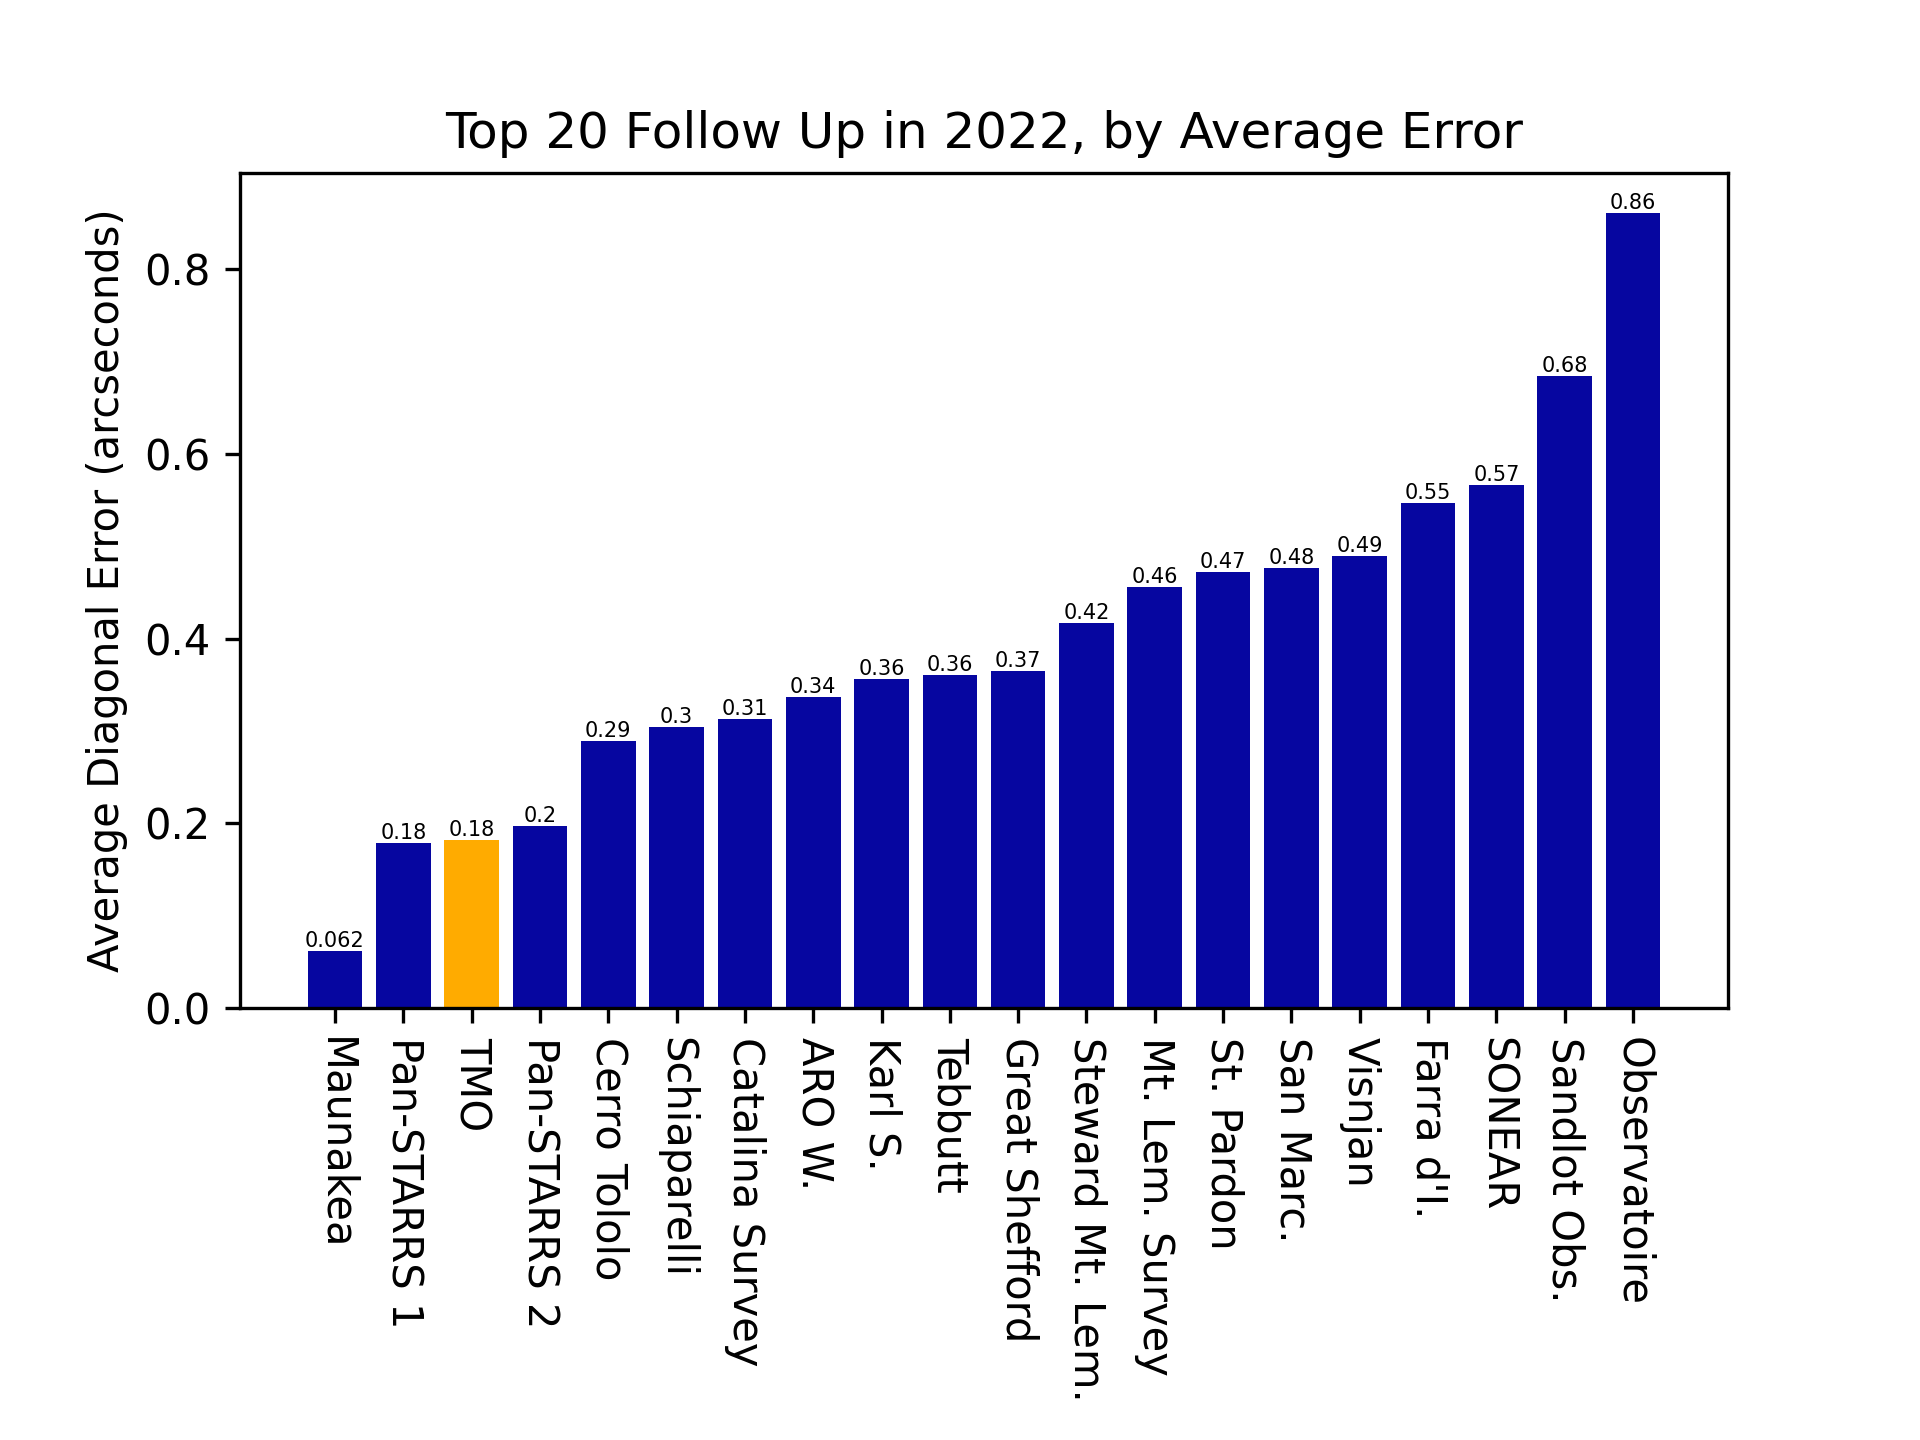 Top 20 Follow Up in 2022, by Average Error
Average Diagonal Error (arcseconds)
0.8
0.6
0.4
0.2
0.0
0.062
0.18
0.18
0.2
0.29
0.3
0.31
0.34
0.36
0.36
0.37
0.42
0.46
0.47
0.48
0.49
0.55
0.57
0.68
0.86
Maunakea
Pan-STARRS 1
TMO
Pan-STARRS 2
Cerro Tololo
Schiaparelli
Catalina Survey
ARO W.
Karl S.
Tebbutt
Great Shefford
Steward Mt. Lem.
Mt. Lem. Survey
St. Pardon
San Marc.
Visnjan
Farra d'I.
SONEAR
Sandlot Obs.
Observatoire